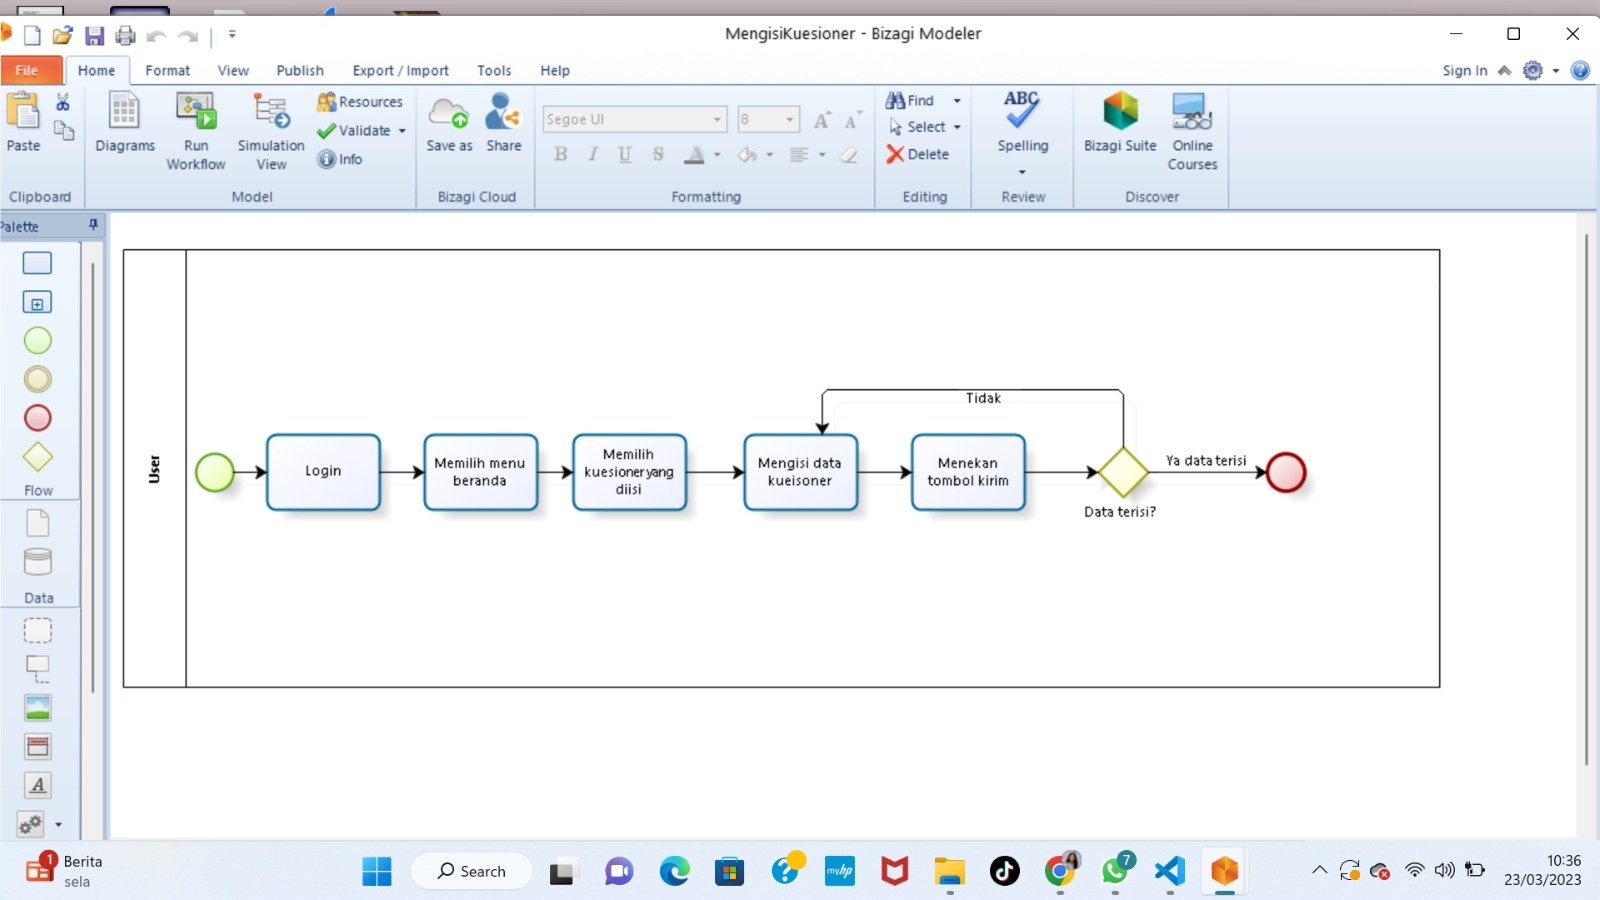 MengisiKuesioner - Bizagi Modeler
File Home Format View Publish Export / Import Tools Help Sign In
Paste
Clipboard
Diagrams
Run
Workflow
Simulation
View
Resources
Validate
Info
Model
Save as
Share
Bizagi Cloud
Segoe UI 8
B I U S A
Formatting
Find
Select
Delete
Editing
ABC
Spelling
Review
Bizagi Suite
Online
Courses
Discover
Palette
Flow
Data
A
User
Login
Memilih menu
beranda
Memilih
kuesioner yang
diisi
Mengisi data
kueisoner
Menekan
tombol kirim
Tidak
Data terisi?
Ya data terisi
1
Berita
sela
Search
myhp
7
10:36
23/03/2023